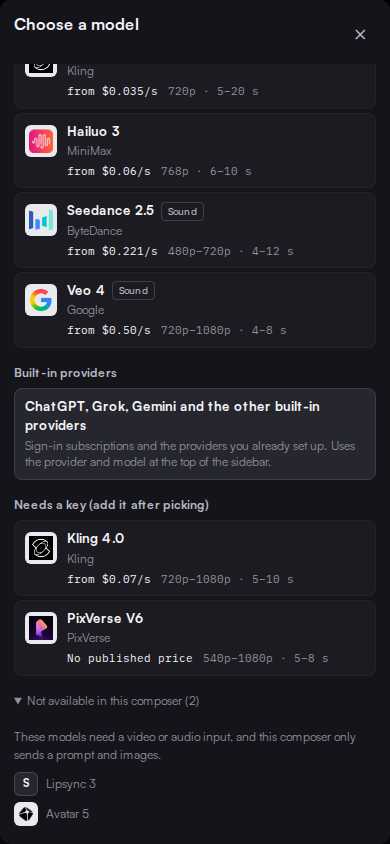 Choose a model
Kling
from $0.035/s 720p · 5–20 s
Hailuo 3
MiniMax
from $0.06/s 768p · 6–10 s
Seedance 2.5 Sound
ByteDance
from $0.221/s 480p–720p · 4–12 s
Veo 4 Sound
Google
from $0.50/s 720p–1080p · 4–8 s
Built-in providers
ChatGPT, Grok, Gemini and the other built-in
providers
Sign-in subscriptions and the providers you already set up. Uses
the provider and model at the top of the sidebar.
Needs a key (add it after picking)
Kling 4.0
Kling
from $0.07/s 720p–1080p · 5–10 s
PixVerse V6
PixVerse
No published price 540p–1080p · 5–8 s
▼ Not available in this composer (2)
These models need a video or audio input, and this composer only
sends a prompt and images.
S Lipsync 3
Avatar 5